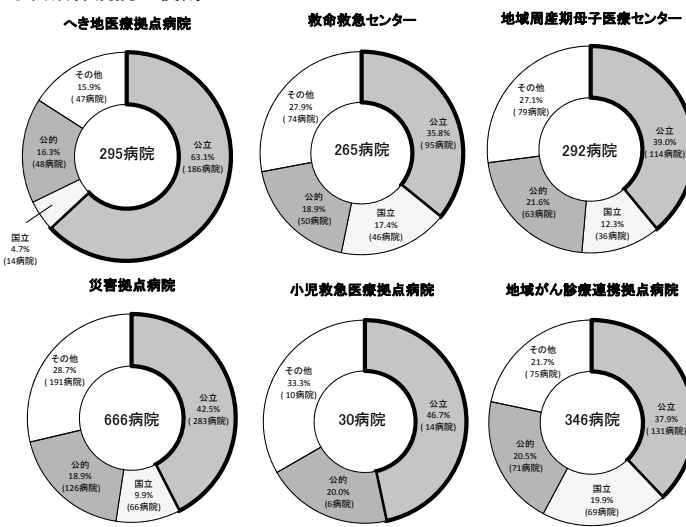 へき地医療拠点病院
その他
15.9%
( 47病院)
公立
63.1%
( 186病院)
公的
16.3%
(48病院)
295病院
国立
4.7%
(14病院)
救命救急センター
その他
27.9%
( 74病院)
公立
35.8%
( 95病院)
265病院
公的
18.9%
(50病院)
国立
17.4%
(46病院)
地域周産期母子医療センター
その他
27.1%
( 79病院)
公立
39.0%
( 114病院)
292病院
公的
21.6%
(63病院)
国立
12.3%
(36病院)
災害拠点病院
その他
28.7%
( 191病院)
公立
42.5%
( 283病院)
666病院
公的
18.9%
(126病院)
国立
9.9%
(66病院)
小児救急医療拠点病院
その他
33.3%
( 10病院)
公立
46.7%
( 14病院)
30病院
公的
20.0%
(6病院)
地域がん診療連携拠点病院
その他
21.7%
( 75病院)
公立
37.9%
( 131病院)
346病院
公的
20.5%
(71病院)
国立
19.9%
(69病院)